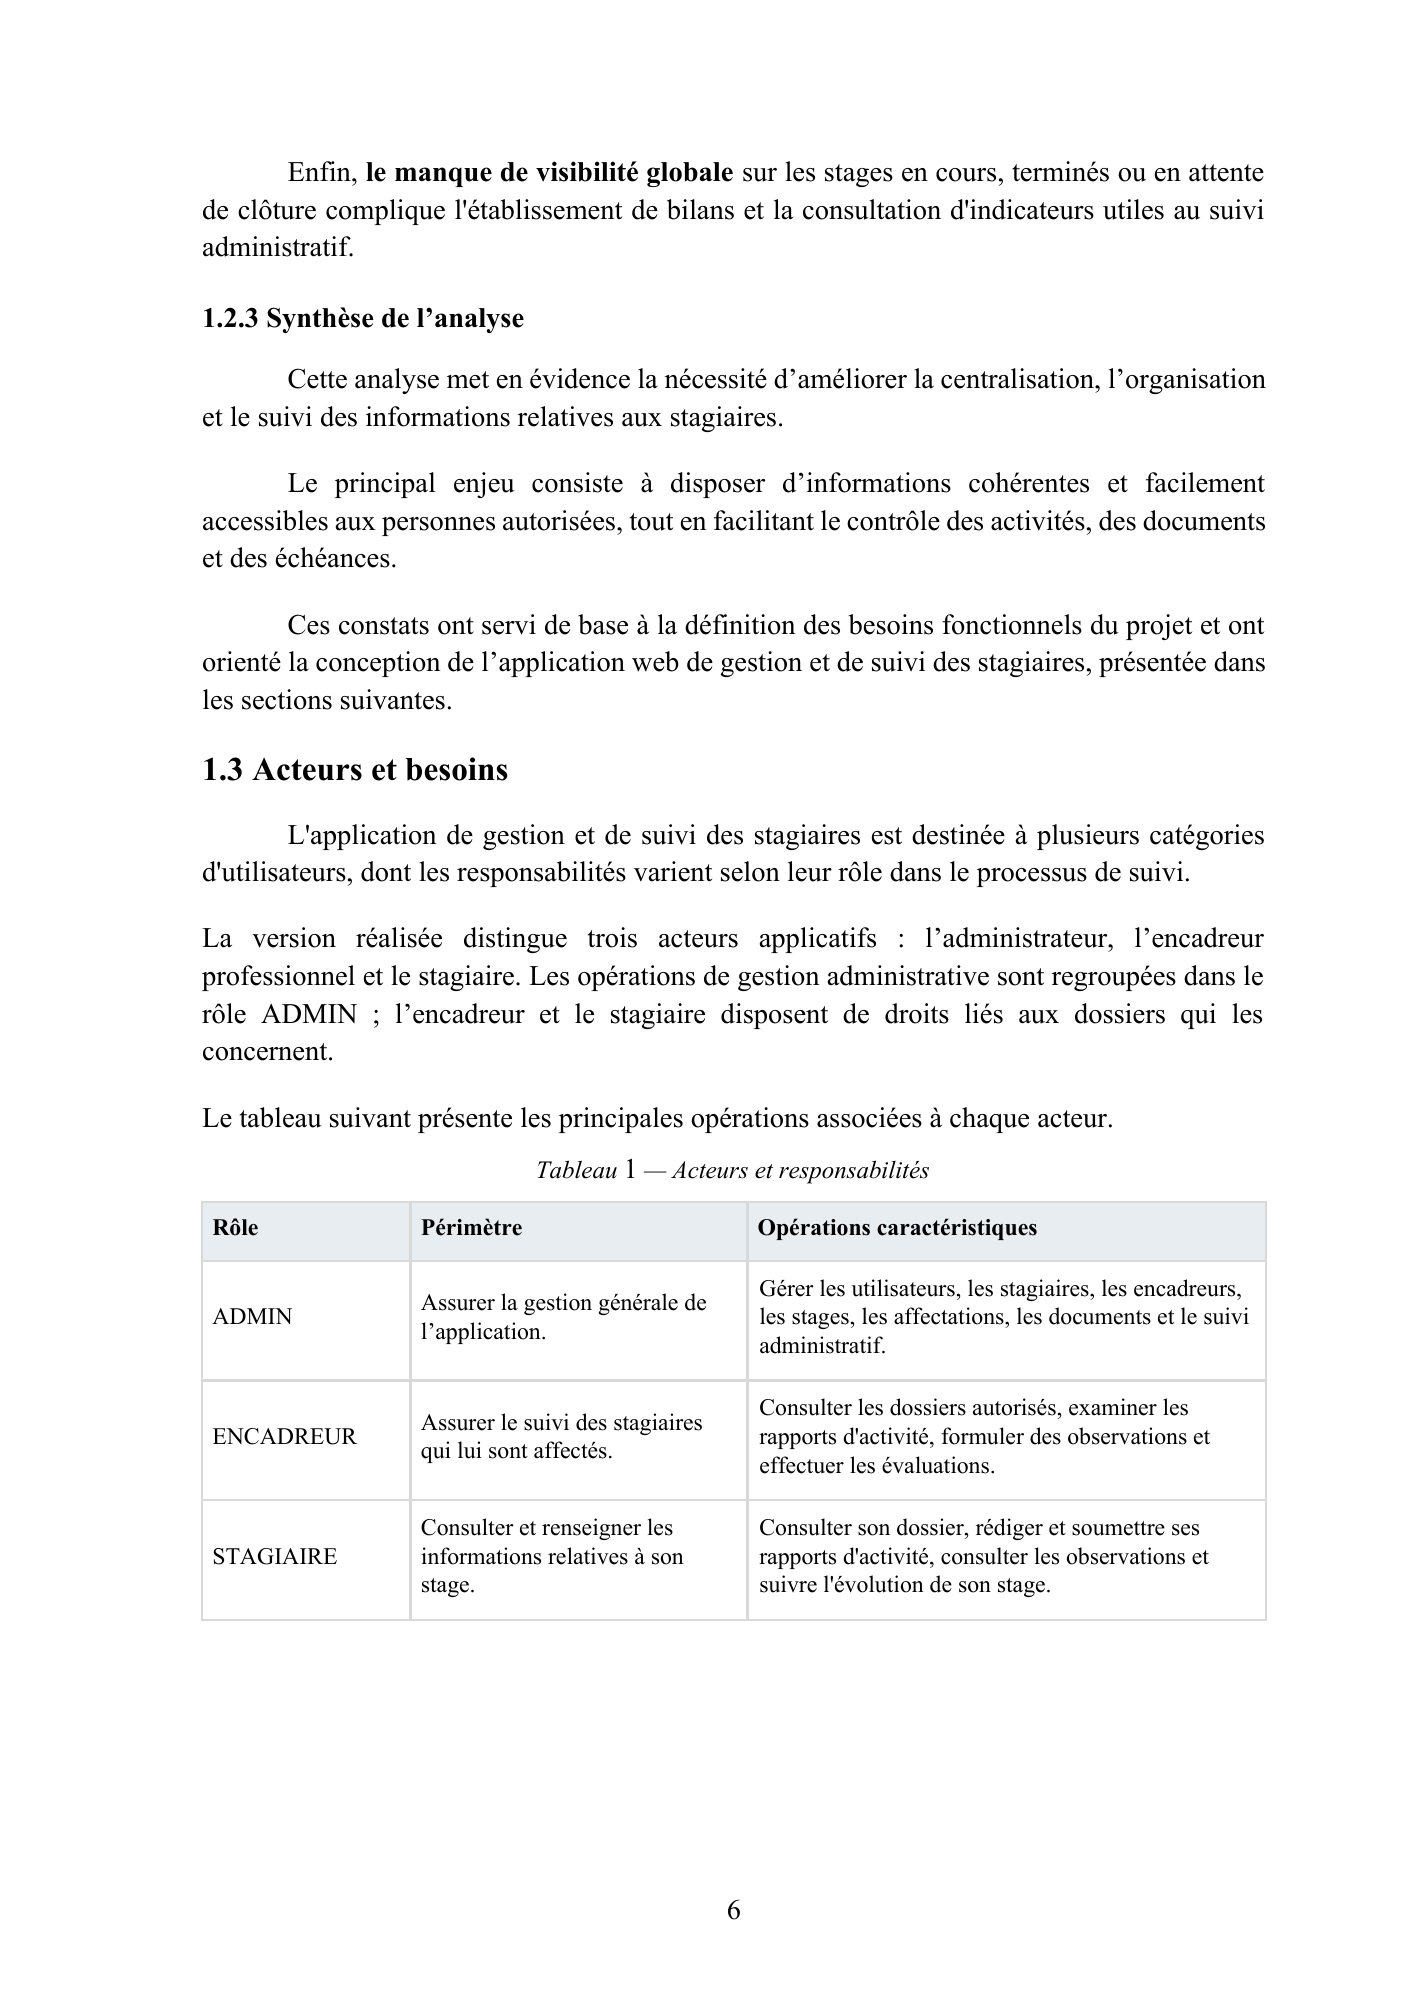 Enfin, le manque de visibilité globale sur les stages en cours, terminés ou en attente
de clôture complique l'établissement de bilans et la consultation d'indicateurs utiles au suivi
administratif.
1.2.3 Synthèse de l’analyse
Cette analyse met en évidence la nécessité d’améliorer la centralisation, l’organisation
et le suivi des informations relatives aux stagiaires.
Le principal enjeu consiste à disposer d’informations cohérentes et facilement
accessibles aux personnes autorisées, tout en facilitant le contrôle des activités, des documents
et des échéances.
Ces constats ont servi de base à la définition des besoins fonctionnels du projet et ont
orienté la conception de l’application web de gestion et de suivi des stagiaires, présentée dans
les sections suivantes.
1.3 Acteurs et besoins
L'application de gestion et de suivi des stagiaires est destinée à plusieurs catégories
d'utilisateurs, dont les responsabilités varient selon leur rôle dans le processus de suivi.
La version réalisée distingue trois acteurs applicatifs : l’administrateur, l’encadreur
professionnel et le stagiaire. Les opérations de gestion administrative sont regroupées dans le
rôle ADMIN ; l’encadreur et le stagiaire disposent de droits liés aux dossiers qui les
concernent.
Le tableau suivant présente les principales opérations associées à chaque acteur.
Tableau 1 — Acteurs et responsabilités
Rôle
Périmètre
Opérations caractéristiques
ADMIN
Assurer la gestion générale de
l’application.
Gérer les utilisateurs, les stagiaires, les encadreurs,
les stages, les affectations, les documents et le suivi
administratif.
ENCADREUR
Assurer le suivi des stagiaires
qui lui sont affectés.
Consulter les dossiers autorisés, examiner les
rapports d'activité, formuler des observations et
effectuer les évaluations.
STAGIAIRE
Consulter et renseigner les
informations relatives à son
stage.
Consulter son dossier, rédiger et soumettre ses
rapports d'activité, consulter les observations et
suivre l'évolution de son stage.
6